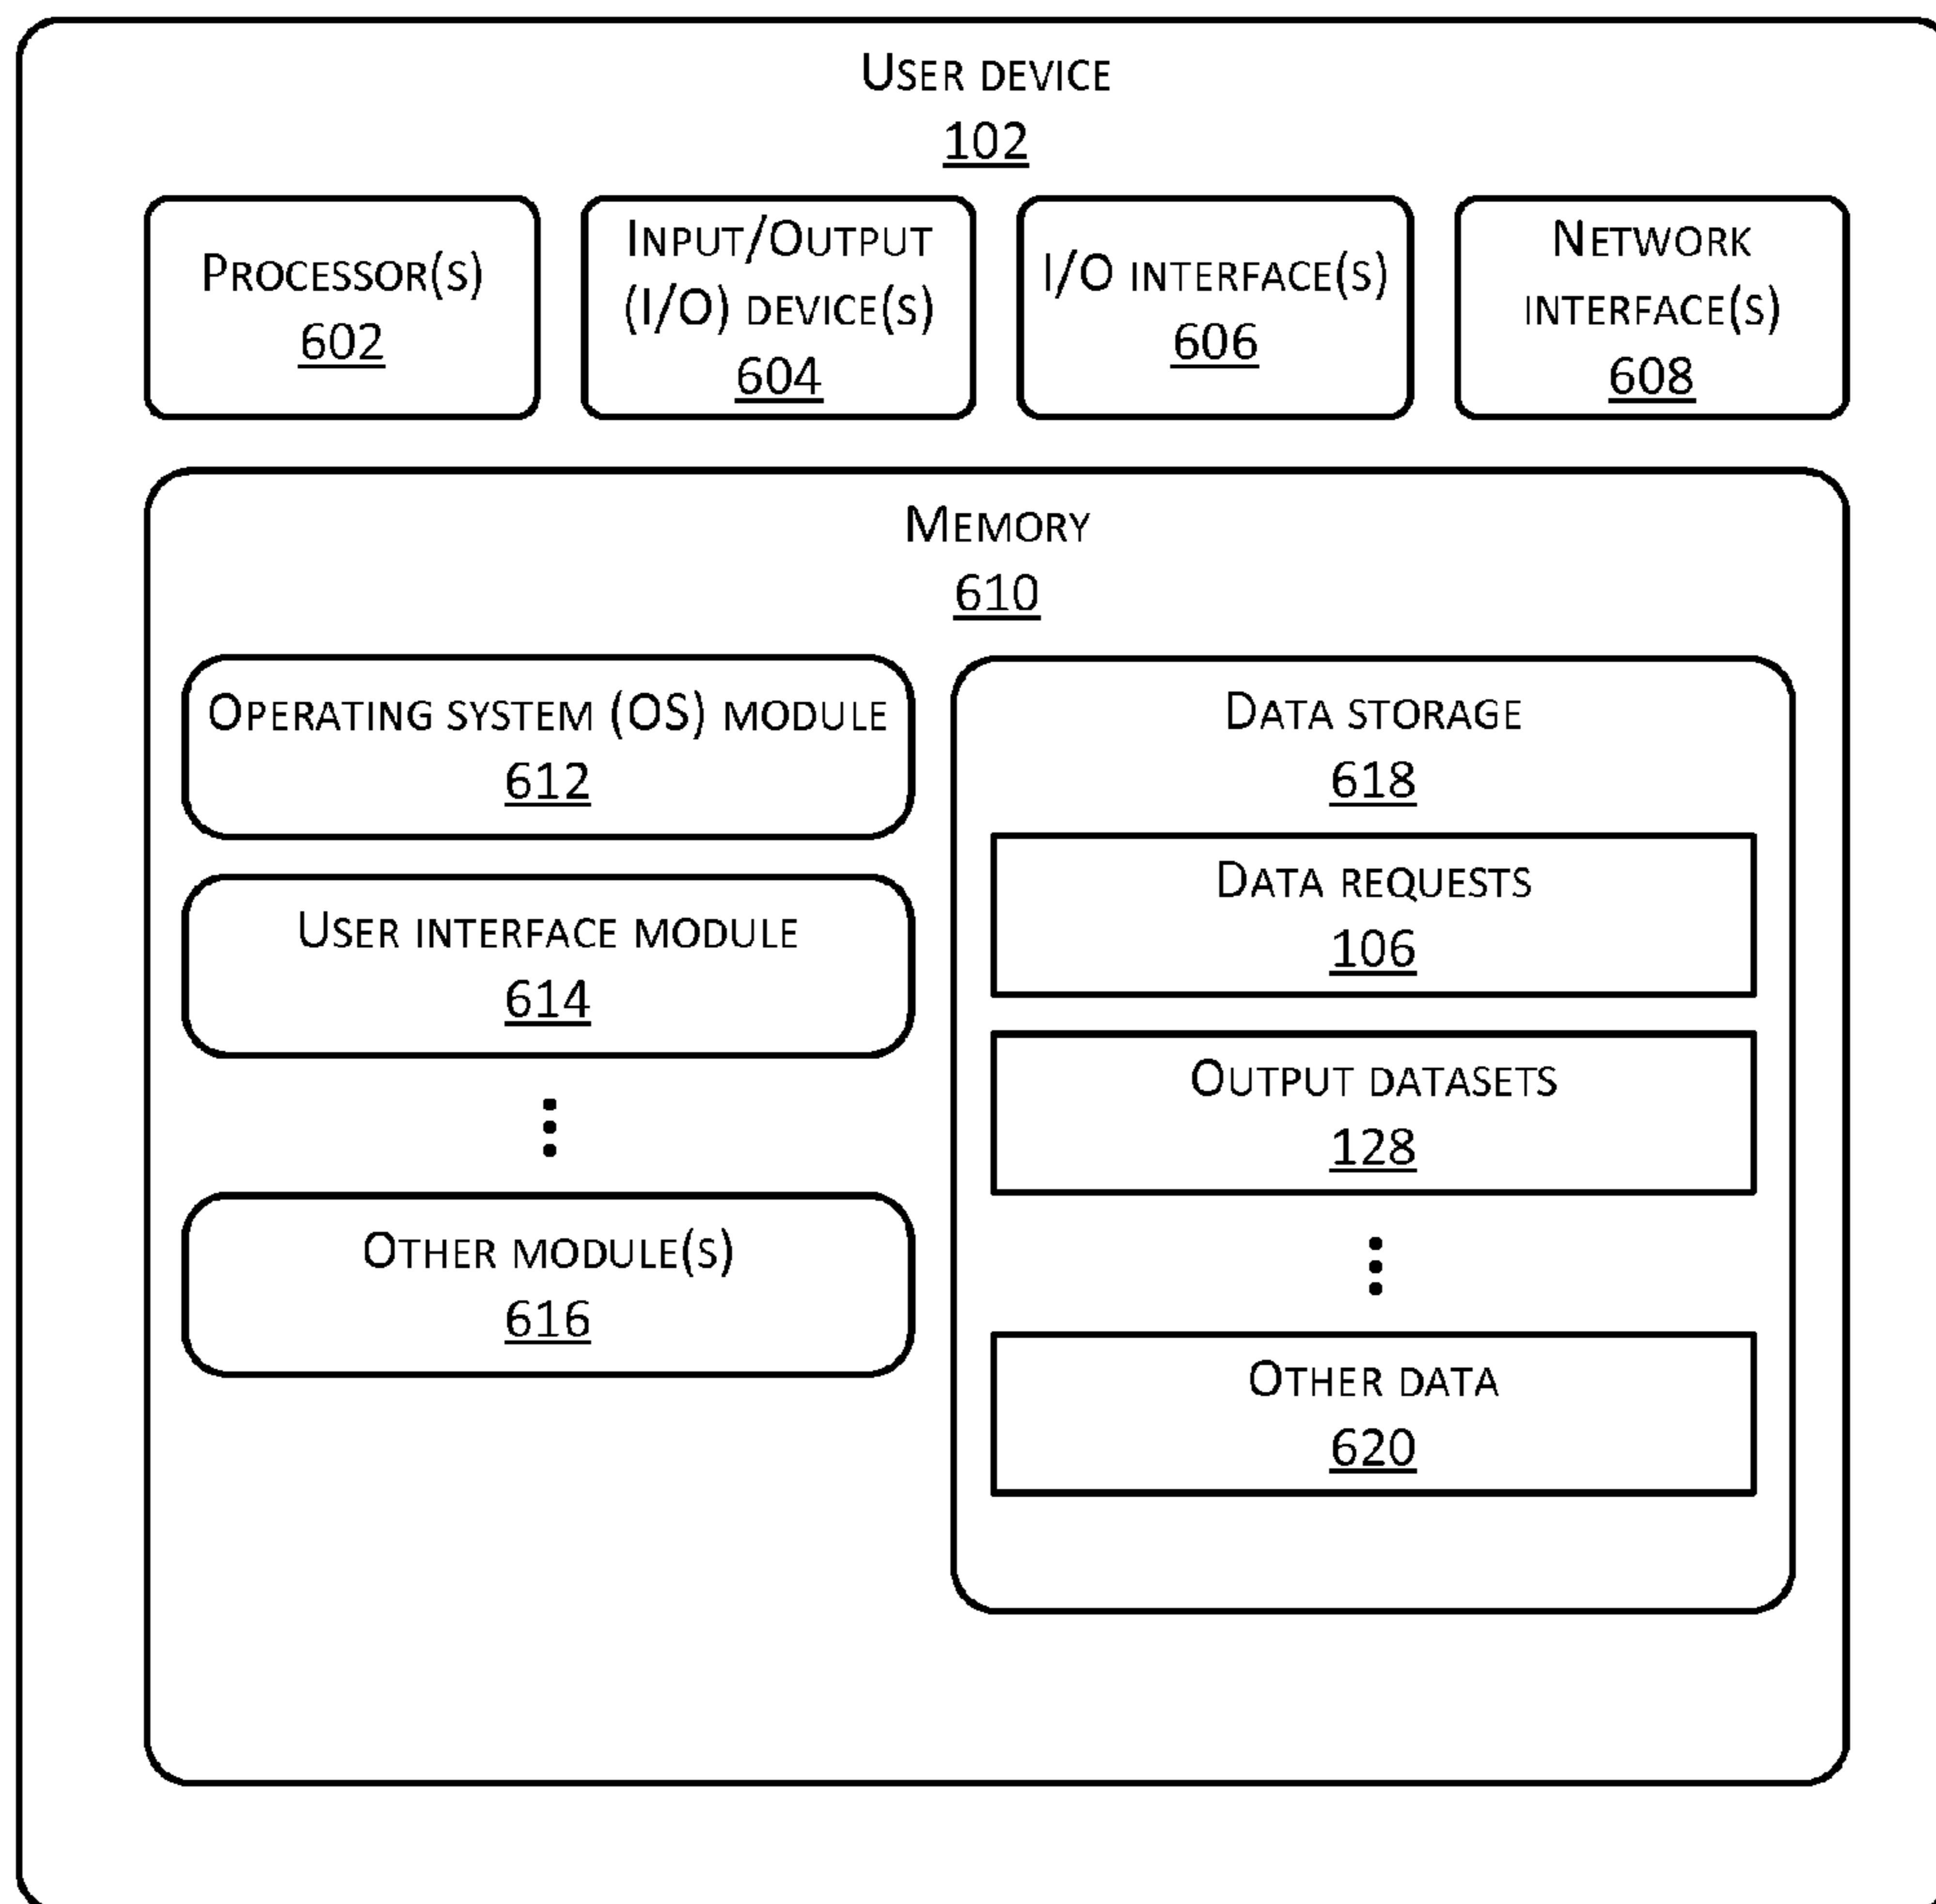 USER DEVICE
102
PROCESSOR(S)
602
INPUT/OUTPUT
(I/O) DEVICE(S)
604
I/O INTERFACE(S)
606
NETWORK
INTERFACE(S)
608
MEMORY
610
OPERATING SYSTEM (OS) MODULE
612
USER INTERFACE MODULE
614
OTHER MODULE(S)
616
DATA STORAGE
618
DATA REQUESTS
106
OUTPUT DATASETS
128
OTHER DATA
620